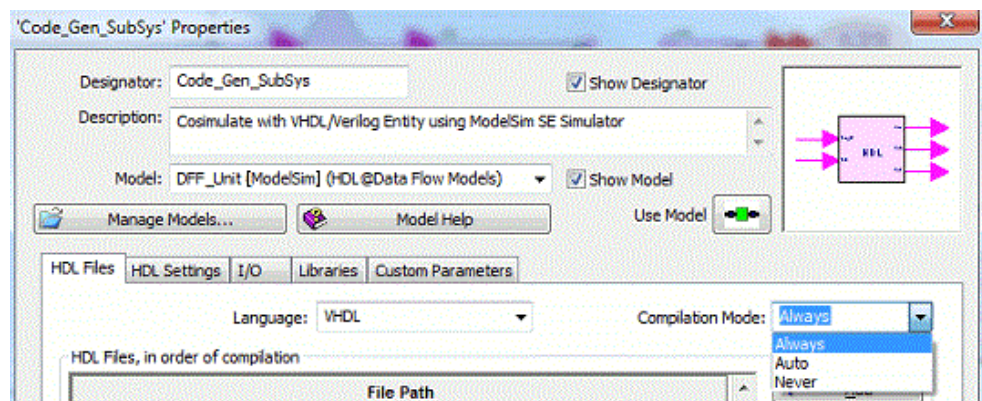 'Code_Gen_SubSys' Properties
Designator: Code_Gen_SubSys Show Designator
Description: Cosimulate with VHDL/Verilog Entity using ModelSim SE Simulator
HDL
Model: DFF_Unit [ModelSim] (HDL@Data Flow Models) Show Model
Manage Models... Model Help Use Model
HDL Files HDL Settings I/O Libraries Custom Parameters
Language: VHDL Compilation Mode: Always
Always
HDL Files, in order of compilation
Auto
File Path
Never